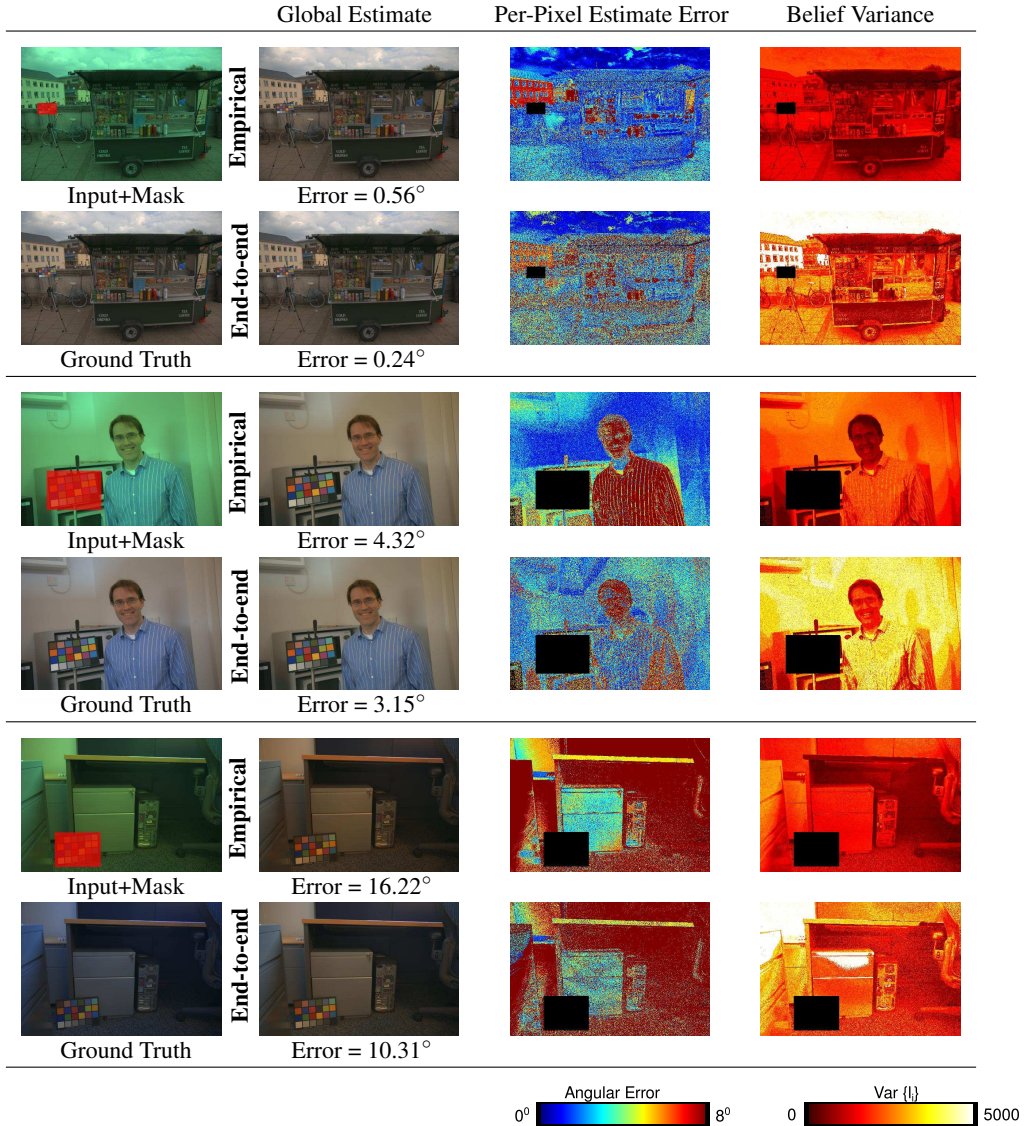 Global Estimate Per-Pixel Estimate Error Belief Variance
Empirical
Input+Mask Error = 0.56°
End-to-end
Ground Truth Error = 0.24°
Empirical
Input+Mask Error = 4.32°
End-to-end
Ground Truth Error = 3.15°
Empirical
Input+Mask Error = 16.22°
End-to-end
Ground Truth Error = 10.31°
Angular Error Var {lⱼ}
0⁰ 8⁰ 0 5000